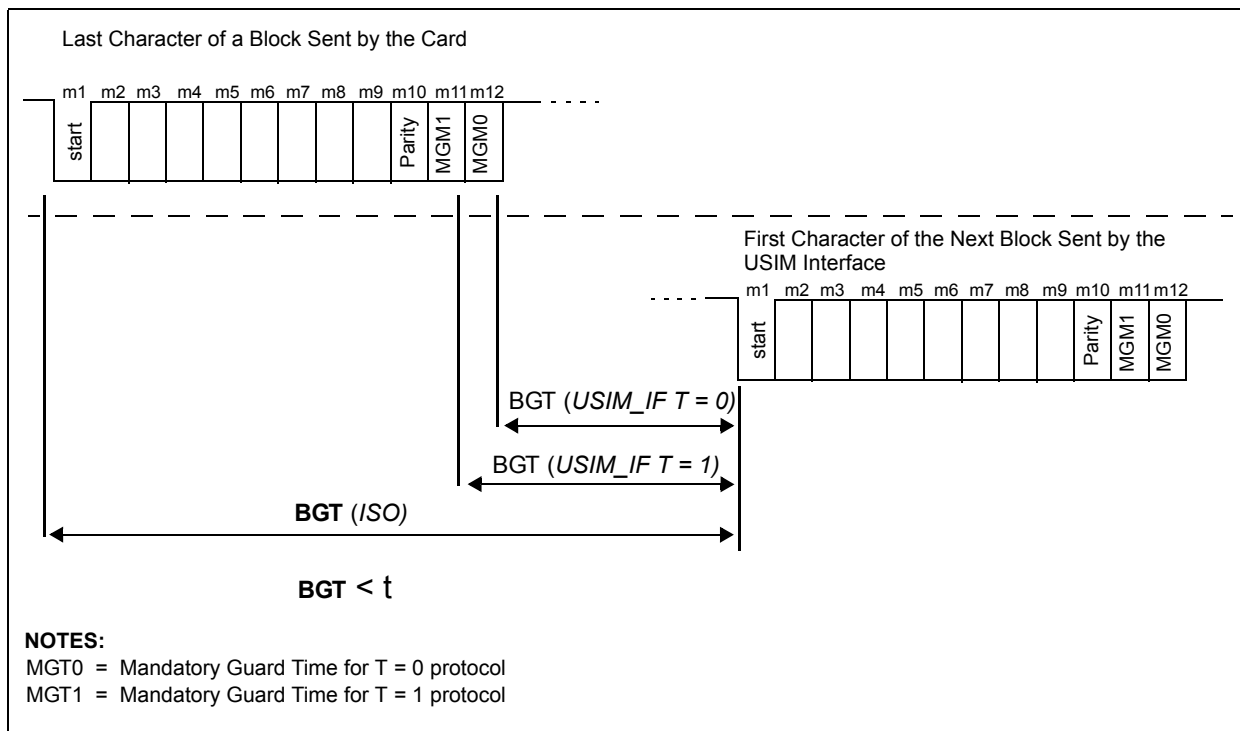 Last Character of a Block Sent by the Card
m1 m2 m3 m4 m5 m6 m7 m8 m9 m10 m11 m12
start Parity MGM1 MGM0
First Character of the Next Block Sent by the
USIM Interface
m1 m2 m3 m4 m5 m6 m7 m8 m9 m10 m11 m12
start Parity MGM1 MGM0
BGT (USIM_IF T = 0)
BGT (USIM_IF T = 1)
BGT (ISO)
BGT < t
NOTES:
MGT0 = Mandatory Guard Time for T = 0 protocol
MGT1 = Mandatory Guard Time for T = 1 protocol